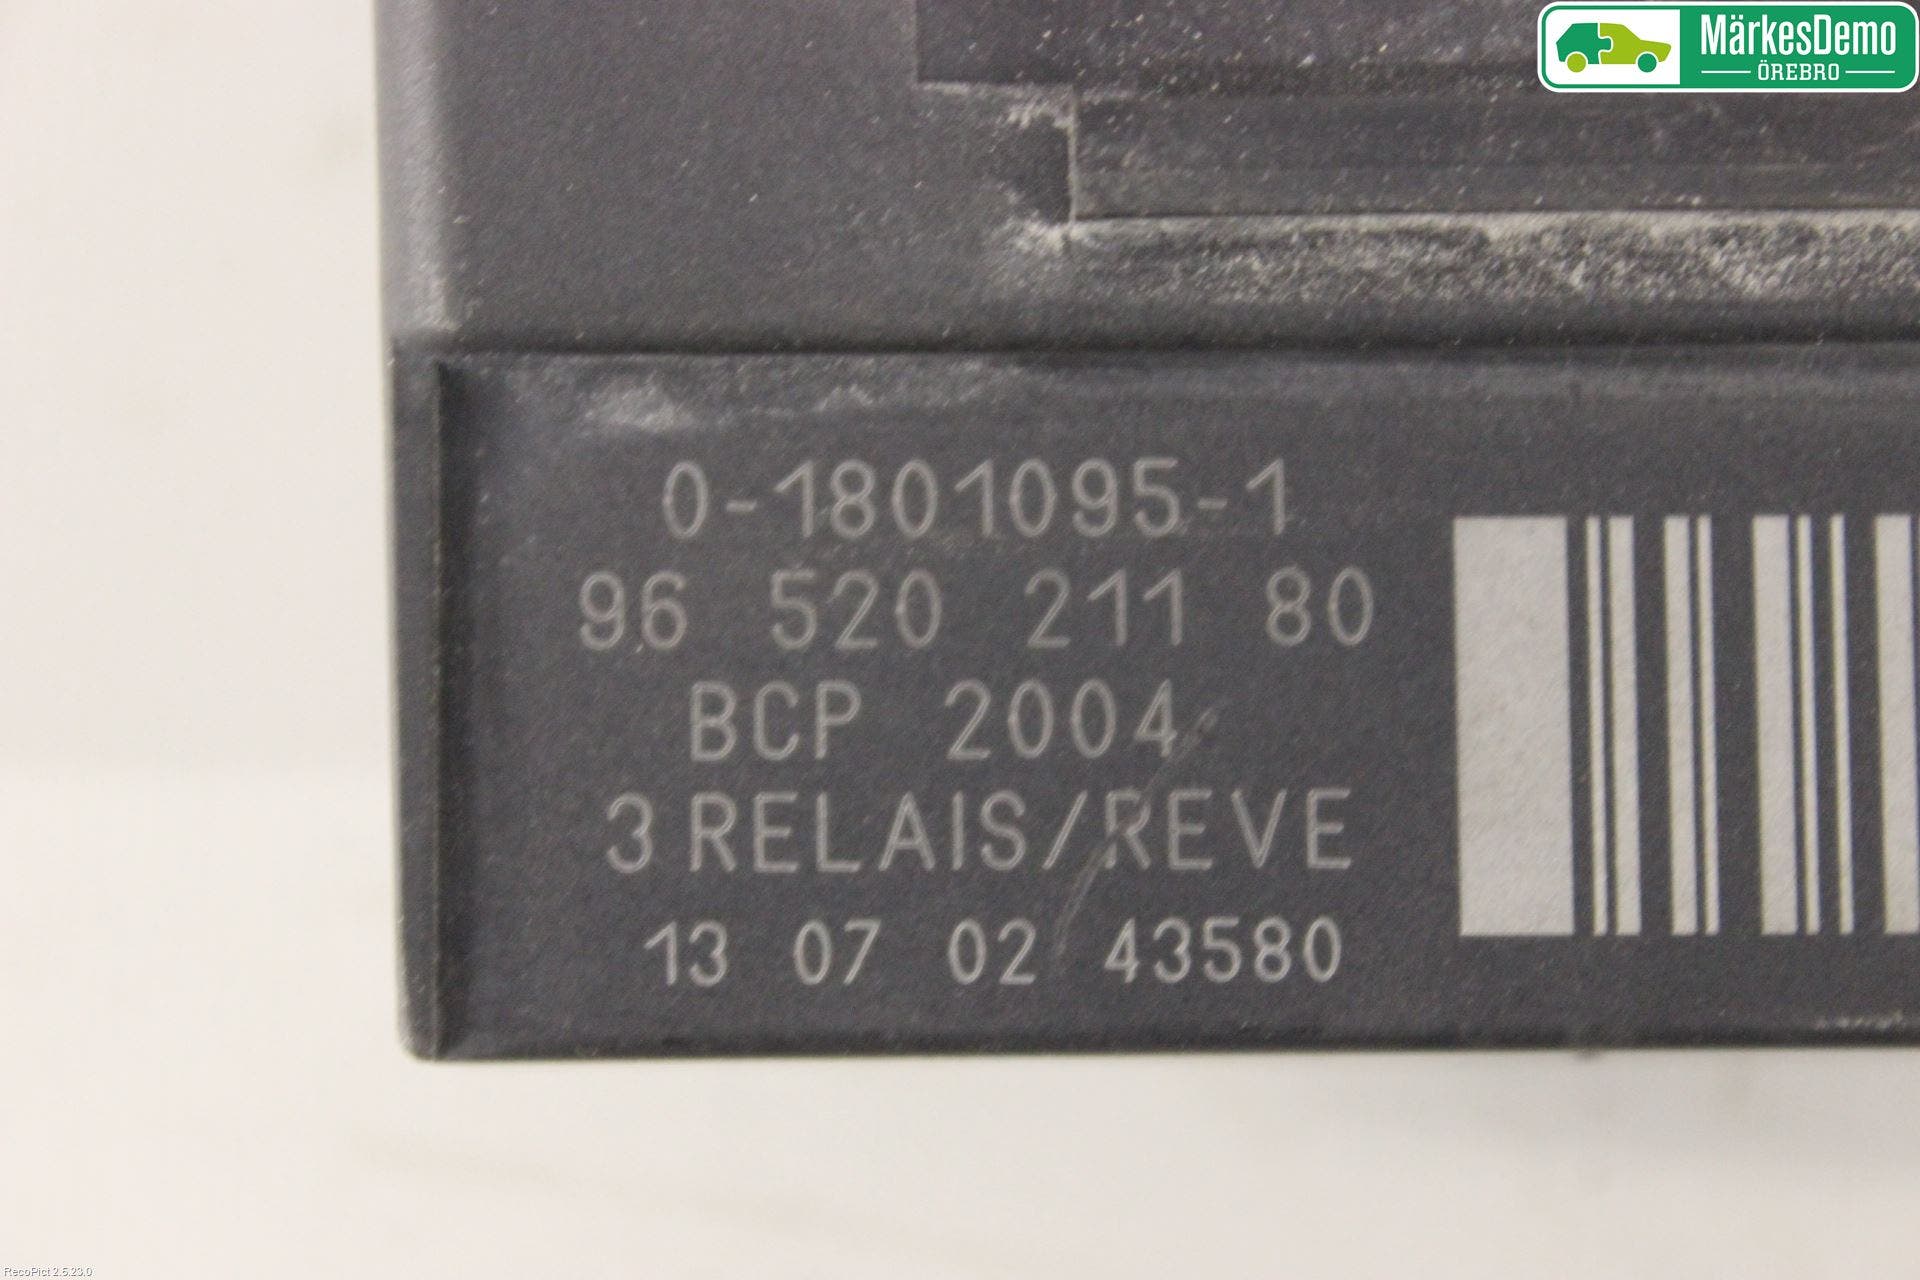 MärkesDemo
ÖREBRO
0-1801095-1
96 520 211 80
BCP 2004
3 RELAIS/REVE
13 07 02 43580
RecoPict 2.5.23.0